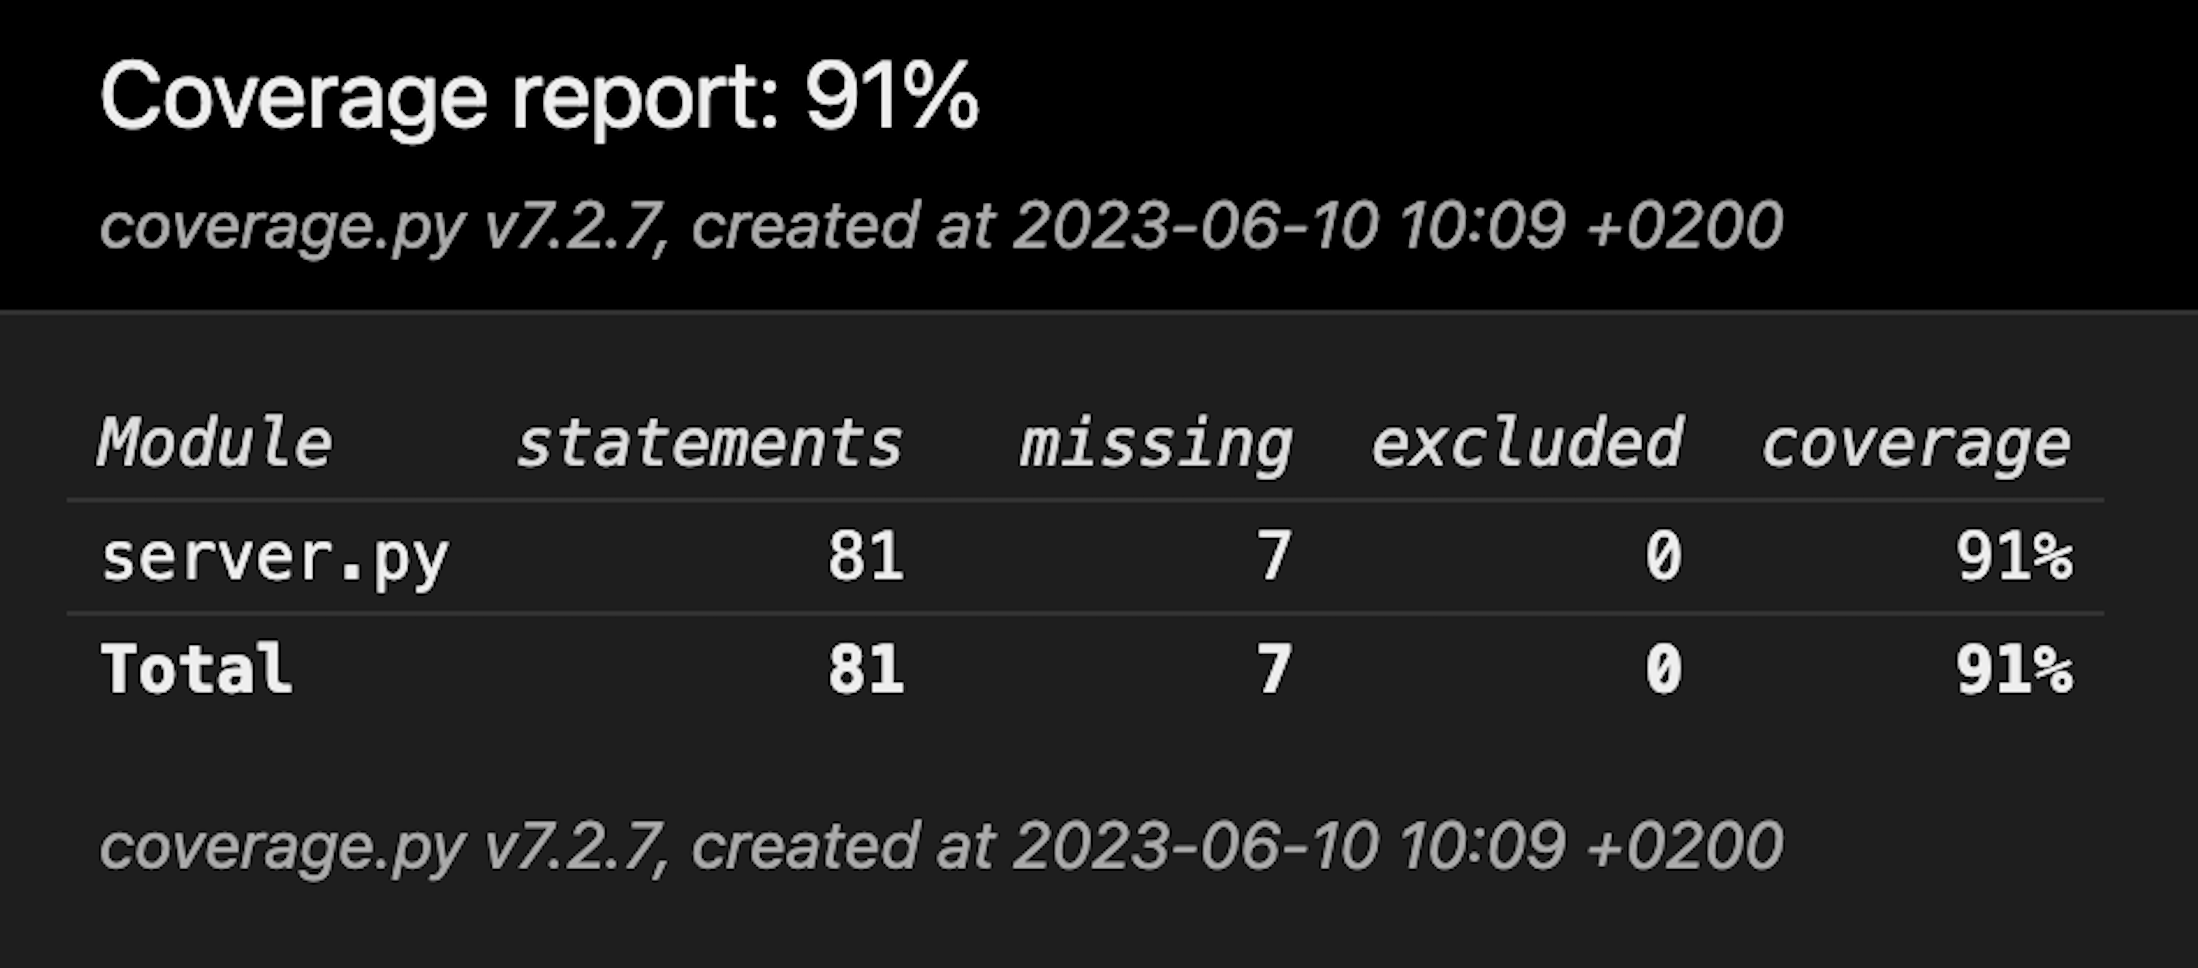 Coverage report: 91%
coverage.py v7.2.7, created at 2023-06-10 10:09 +0200
Module statements missing excluded coverage
server.py 81 7 0 91%
Total 81 7 0 91%
coverage.py v7.2.7, created at 2023-06-10 10:09 +0200